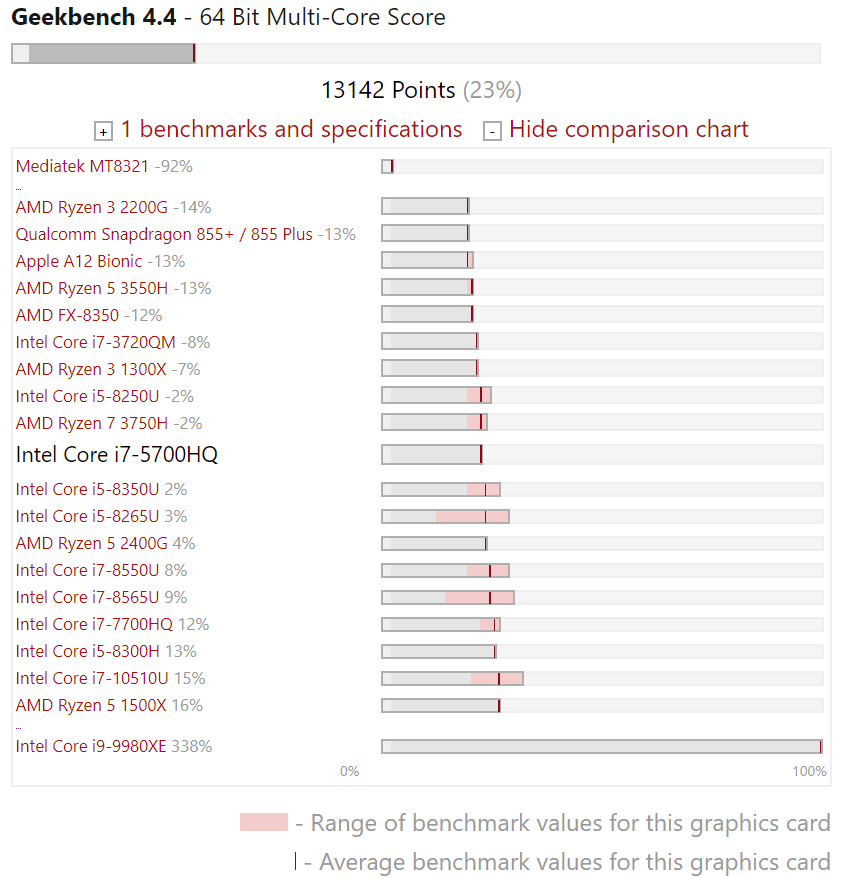 Geekbench 4.4 - 64 Bit Multi-Core Score
13142 Points (23%)
+ 1 benchmarks and specifications - Hide comparison chart
Mediatek MT8321 -92%
...
AMD Ryzen 3 2200G -14%
Qualcomm Snapdragon 855+ / 855 Plus -13%
Apple A12 Bionic -13%
AMD Ryzen 5 3550H -13%
AMD FX-8350 -12%
Intel Core i7-3720QM -8%
AMD Ryzen 3 1300X -7%
Intel Core i5-8250U -2%
AMD Ryzen 7 3750H -2%
Intel Core i7-5700HQ
Intel Core i5-8350U 2%
Intel Core i5-8265U 3%
AMD Ryzen 5 2400G 4%
Intel Core i7-8550U 8%
Intel Core i7-8565U 9%
Intel Core i7-7700HQ 12%
Intel Core i5-8300H 13%
Intel Core i7-10510U 15%
AMD Ryzen 5 1500X 16%
...
Intel Core i9-9980XE 338%
0% 100%
- Range of benchmark values for this graphics card
- Average benchmark values for this graphics card